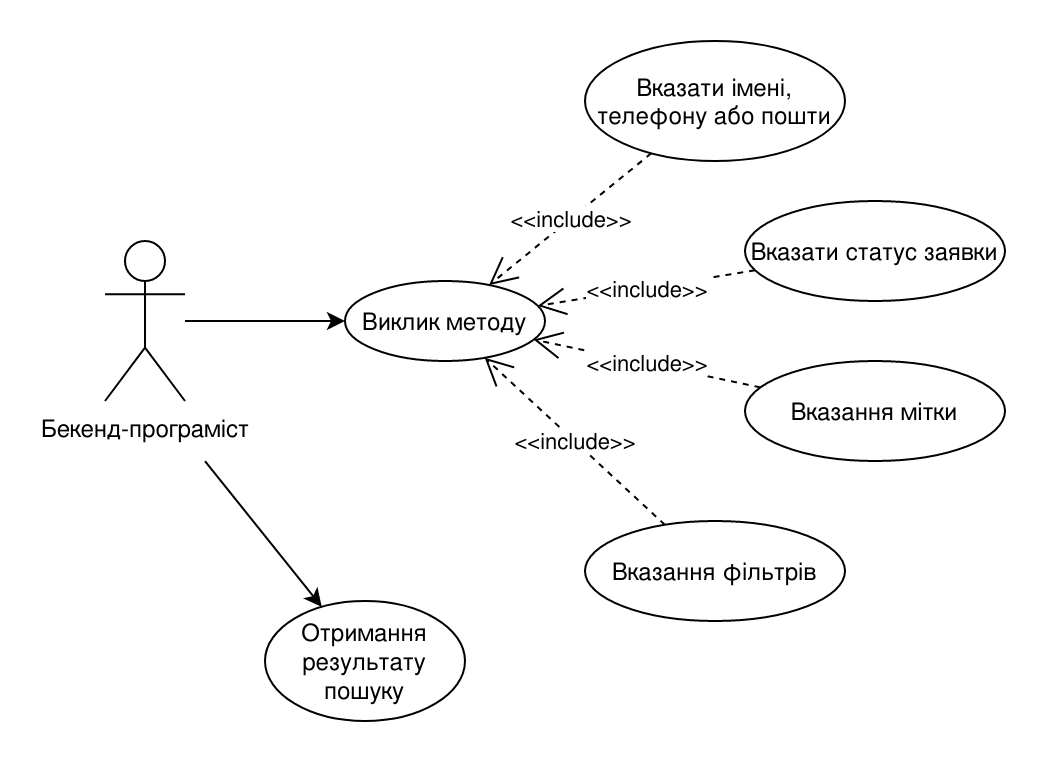 Вказати імені,
телефону або пошти
<<include>>
Вказати статус заявки
<<include>>
Виклик методу
<<include>>
Вказання мітки
Бекенд-програміст
<<include>>
Вказання фільтрів
Отримання
результату
пошуку